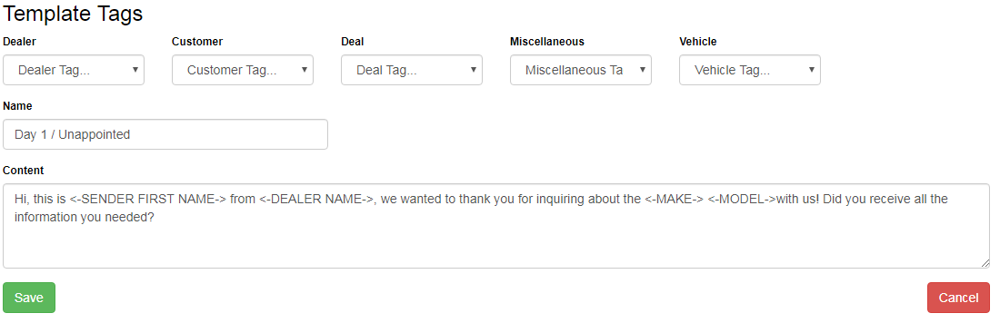 Template Tags
Dealer Customer Deal Miscellaneous Vehicle
Dealer Tag... Customer Tag... Deal Tag... Miscellaneous Ta Vehicle Tag...
Name
Day 1 / Unappointed
Content
Hi, this is <-SENDER FIRST NAME-> from <-DEALER NAME->, we wanted to thank you for inquiring about the <-MAKE-> <-MODEL->with us! Did you receive all the
information you needed?
Save Cancel